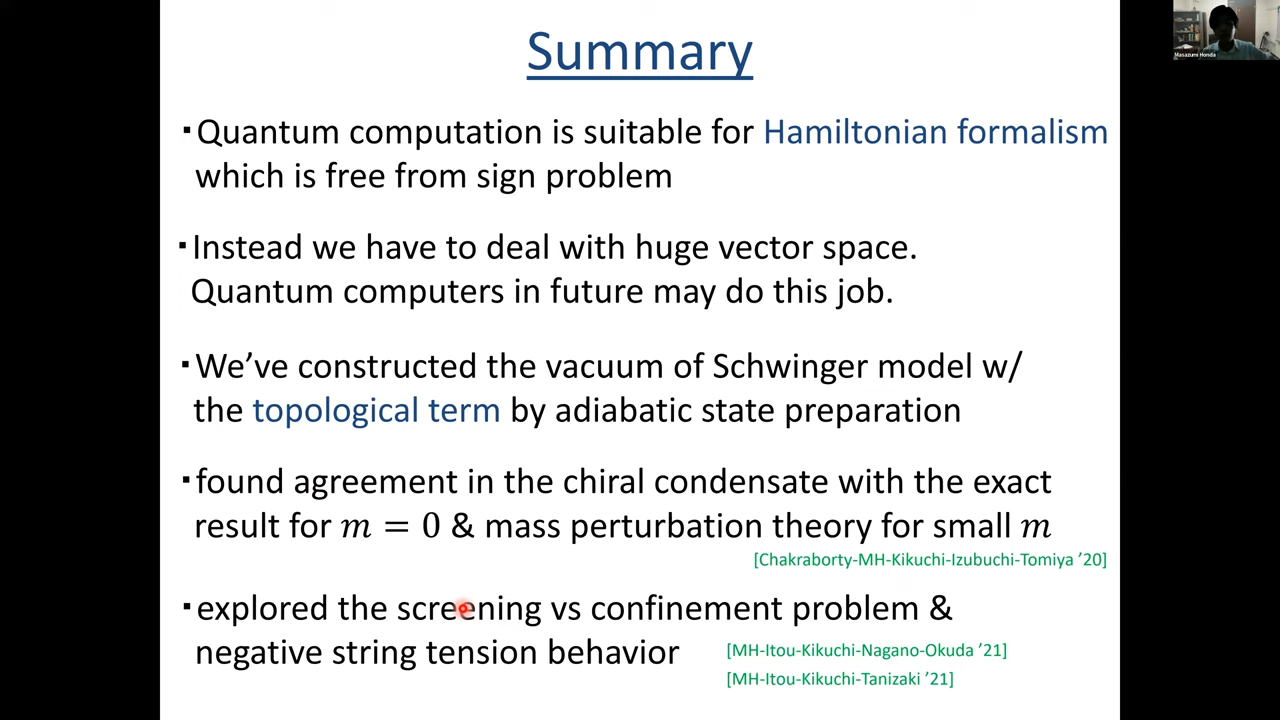 Summary
Masazumi Honda
・Quantum computation is suitable for Hamiltonian formalism
which is free from sign problem
・Instead we have to deal with huge vector space.
Quantum computers in future may do this job.
・We’ve constructed the vacuum of Schwinger model w/
the topological term by adiabatic state preparation
・found agreement in the chiral condensate with the exact
result for m = 0 & mass perturbation theory for small m
[Chakraborty-MH-Kikuchi-Izubuchi-Tomiya ’20]
・explored the screening vs confinement problem &
negative string tension behavior
[MH-Itou-Kikuchi-Nagano-Okuda ’21]
[MH-Itou-Kikuchi-Tanizaki ’21]